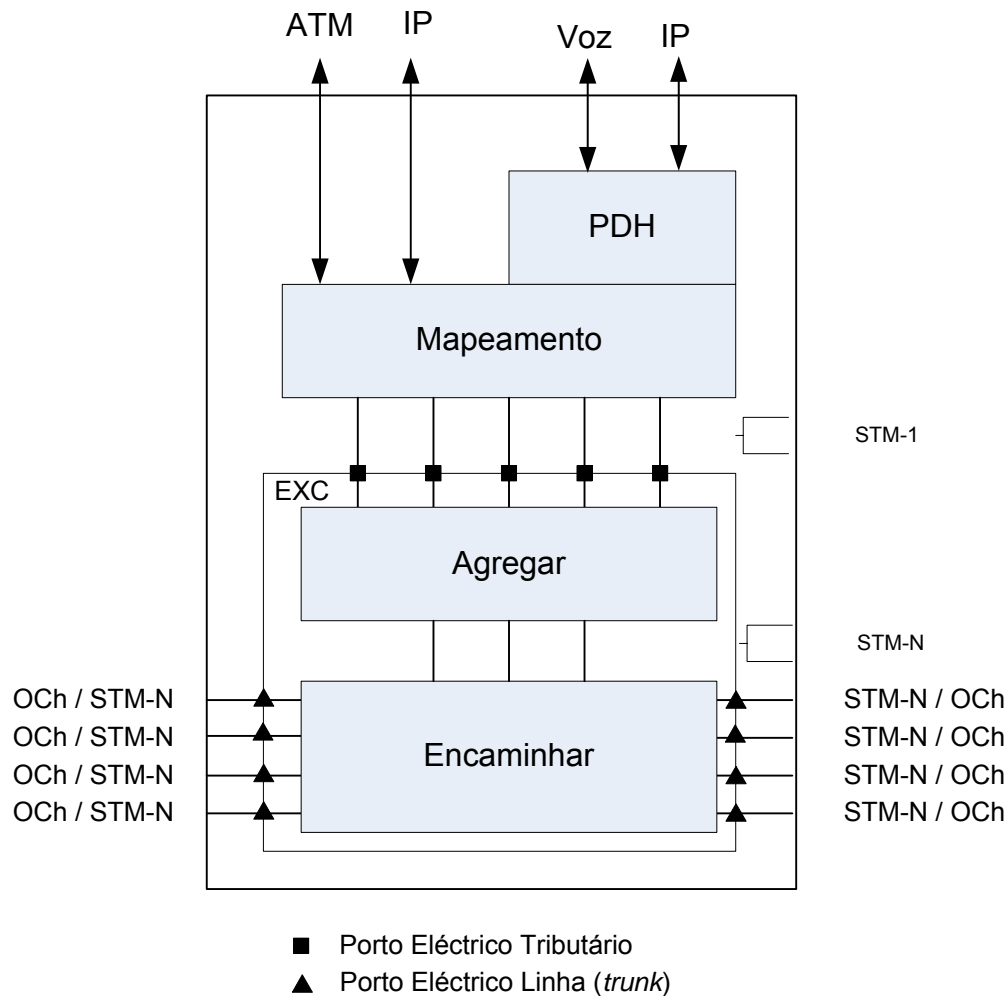 ATM IP Voz IP
PDH
Mapeamento
STM-1
EXC
Agregar
STM-N
OCh / STM-N STM-N / OCh
OCh / STM-N STM-N / OCh
Encaminhar
OCh / STM-N STM-N / OCh
OCh / STM-N STM-N / OCh
Porto Eléctrico Tributário
Porto Eléctrico Linha (trunk)